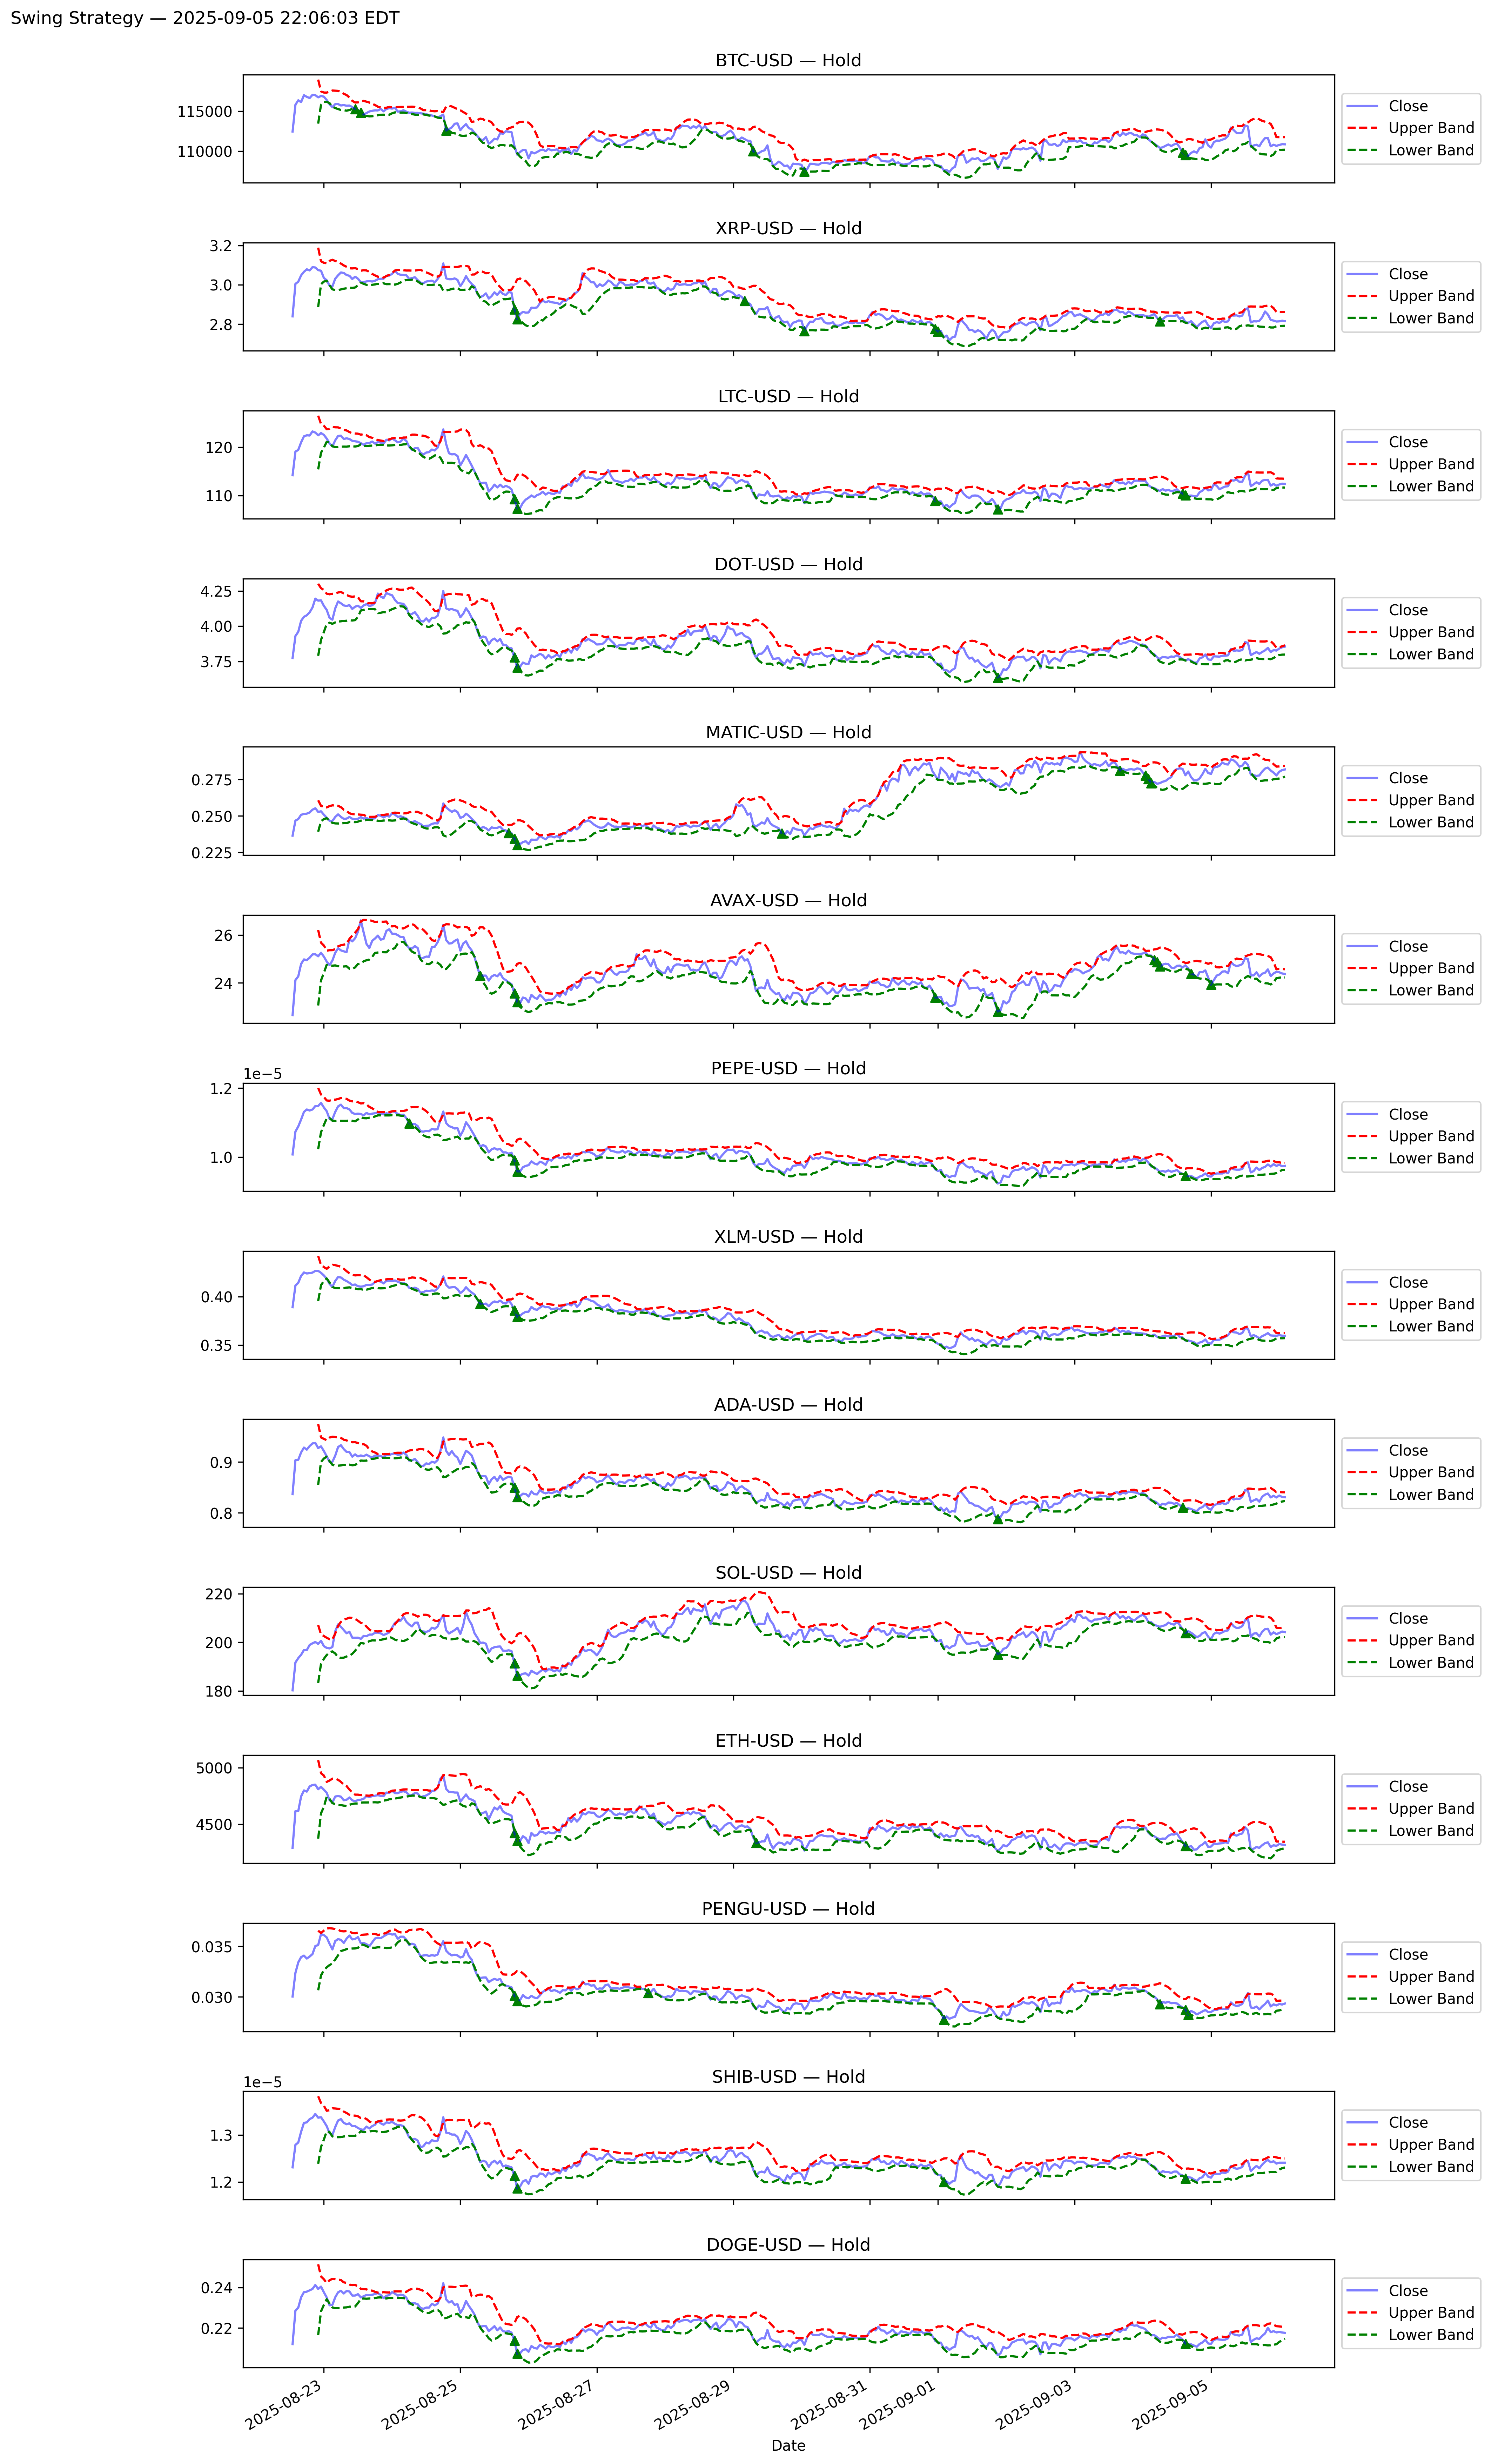 Swing Strategy — 2025-09-05 22:06:03 EDT
BTC-USD — Hold
115000
110000
Close
Upper Band
Lower Band
XRP-USD — Hold
3.2
3.0
2.8
Close
Upper Band
Lower Band
LTC-USD — Hold
120
110
Close
Upper Band
Lower Band
DOT-USD — Hold
4.25
4.00
3.75
Close
Upper Band
Lower Band
MATIC-USD — Hold
0.275
0.250
0.225
Close
Upper Band
Lower Band
AVAX-USD — Hold
26
24
Close
Upper Band
Lower Band
PEPE-USD — Hold
1e−5
1.2
1.0
Close
Upper Band
Lower Band
XLM-USD — Hold
0.40
0.35
Close
Upper Band
Lower Band
ADA-USD — Hold
0.9
0.8
Close
Upper Band
Lower Band
SOL-USD — Hold
220
200
180
Close
Upper Band
Lower Band
ETH-USD — Hold
5000
4500
Close
Upper Band
Lower Band
PENGU-USD — Hold
0.035
0.030
Close
Upper Band
Lower Band
SHIB-USD — Hold
1e−5
1.3
1.2
Close
Upper Band
Lower Band
DOGE-USD — Hold
0.24
0.22
Close
Upper Band
Lower Band
2025-08-23
2025-08-25
2025-08-27
2025-08-29
2025-08-31
2025-09-01
2025-09-03
2025-09-05
Date